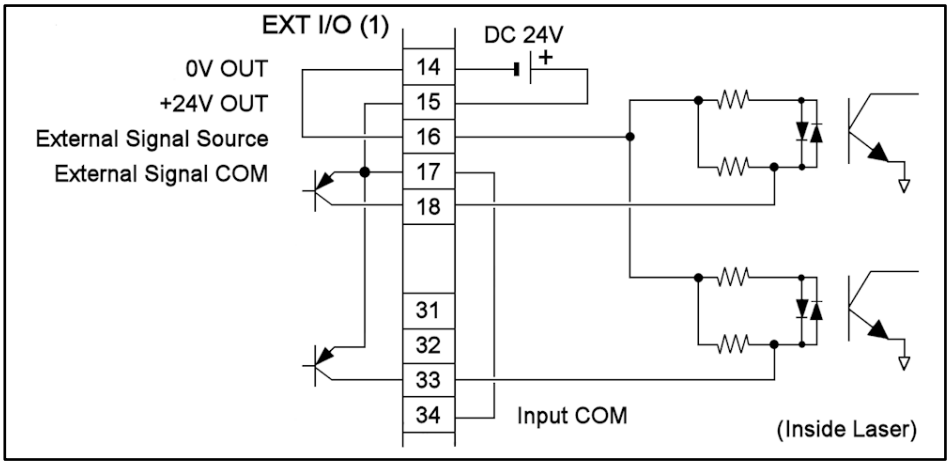 EXT I/O (1)
DC 24V
+
0V OUT
14
+24V OUT
15
External Signal Source
16
External Signal COM
17
18
31
32
33
34
Input COM
(Inside Laser)